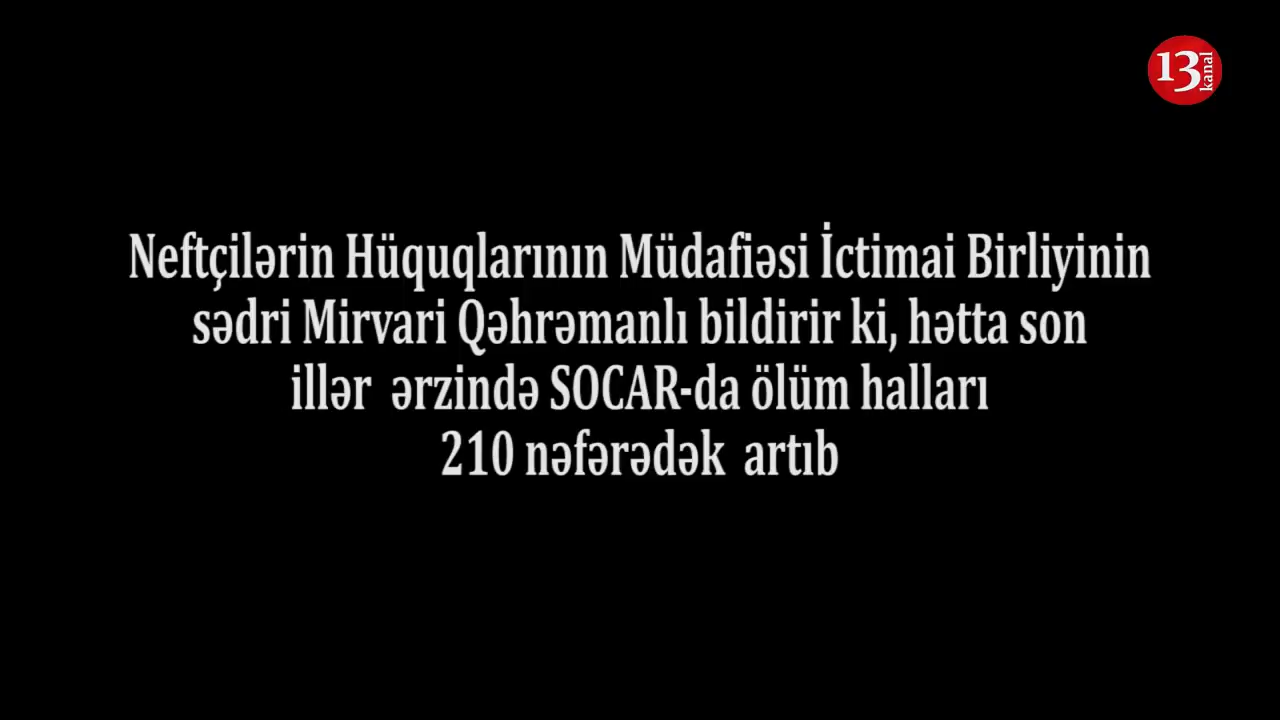 13 kanal
Neftçilərin Hüquqlarının Müdafiəsi İctimai Birliyinin
sədri Mirvari Qəhrəmanlı bildirir ki, hətta son
illər ərzində SOCAR-da ölüm halları
210 nəfərədək artıb